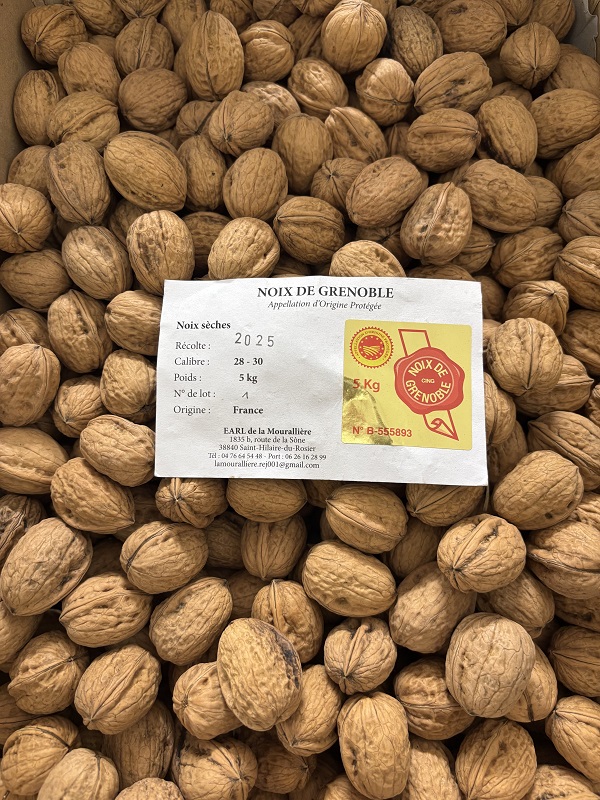 NOIX DE GRENOBLE
Appellation d'Origine Protégée
Noix sèches
Récolte : 2025
Calibre : 28 - 30
Poids : 5 kg
N° de lot : 1
Origine : France
EARL de la Mourallière
1835 b, route de la Sône
38840 Saint-Hilaire-du-Rosier
Tél : 04 76 64 54 48 - Port : 06 26 16 28 99
lamouralliere.rej001@gmail.com
5 Kg
NOIX DE
CINQ
GRENOBLE
N° B-555893